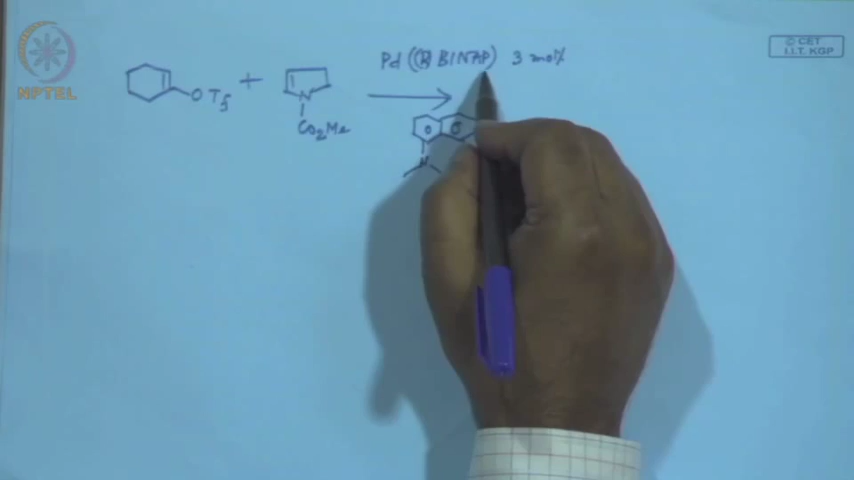 Pd ((R) BINAP) 3 mol%
+ OTf
N
CO2Me
N
NPTEL
© CET
I.I.T. KGP